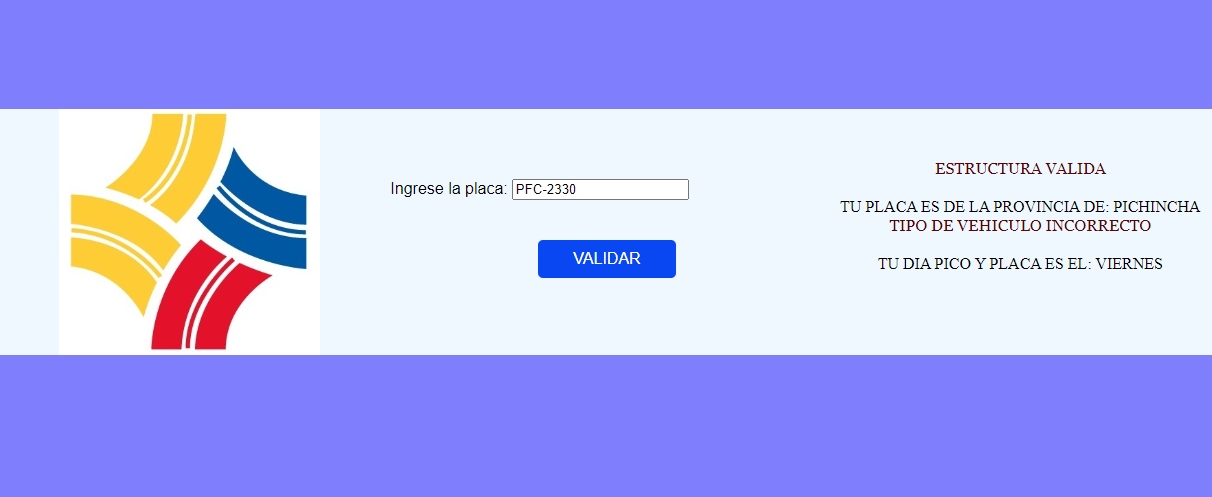 Ingrese la placa: PFC-2330
VALIDAR
ESTRUCTURA VALIDA
TU PLACA ES DE LA PROVINCIA DE: PICHINCHA
TIPO DE VEHICULO INCORRECTO
TU DIA PICO Y PLACA ES EL: VIERNES